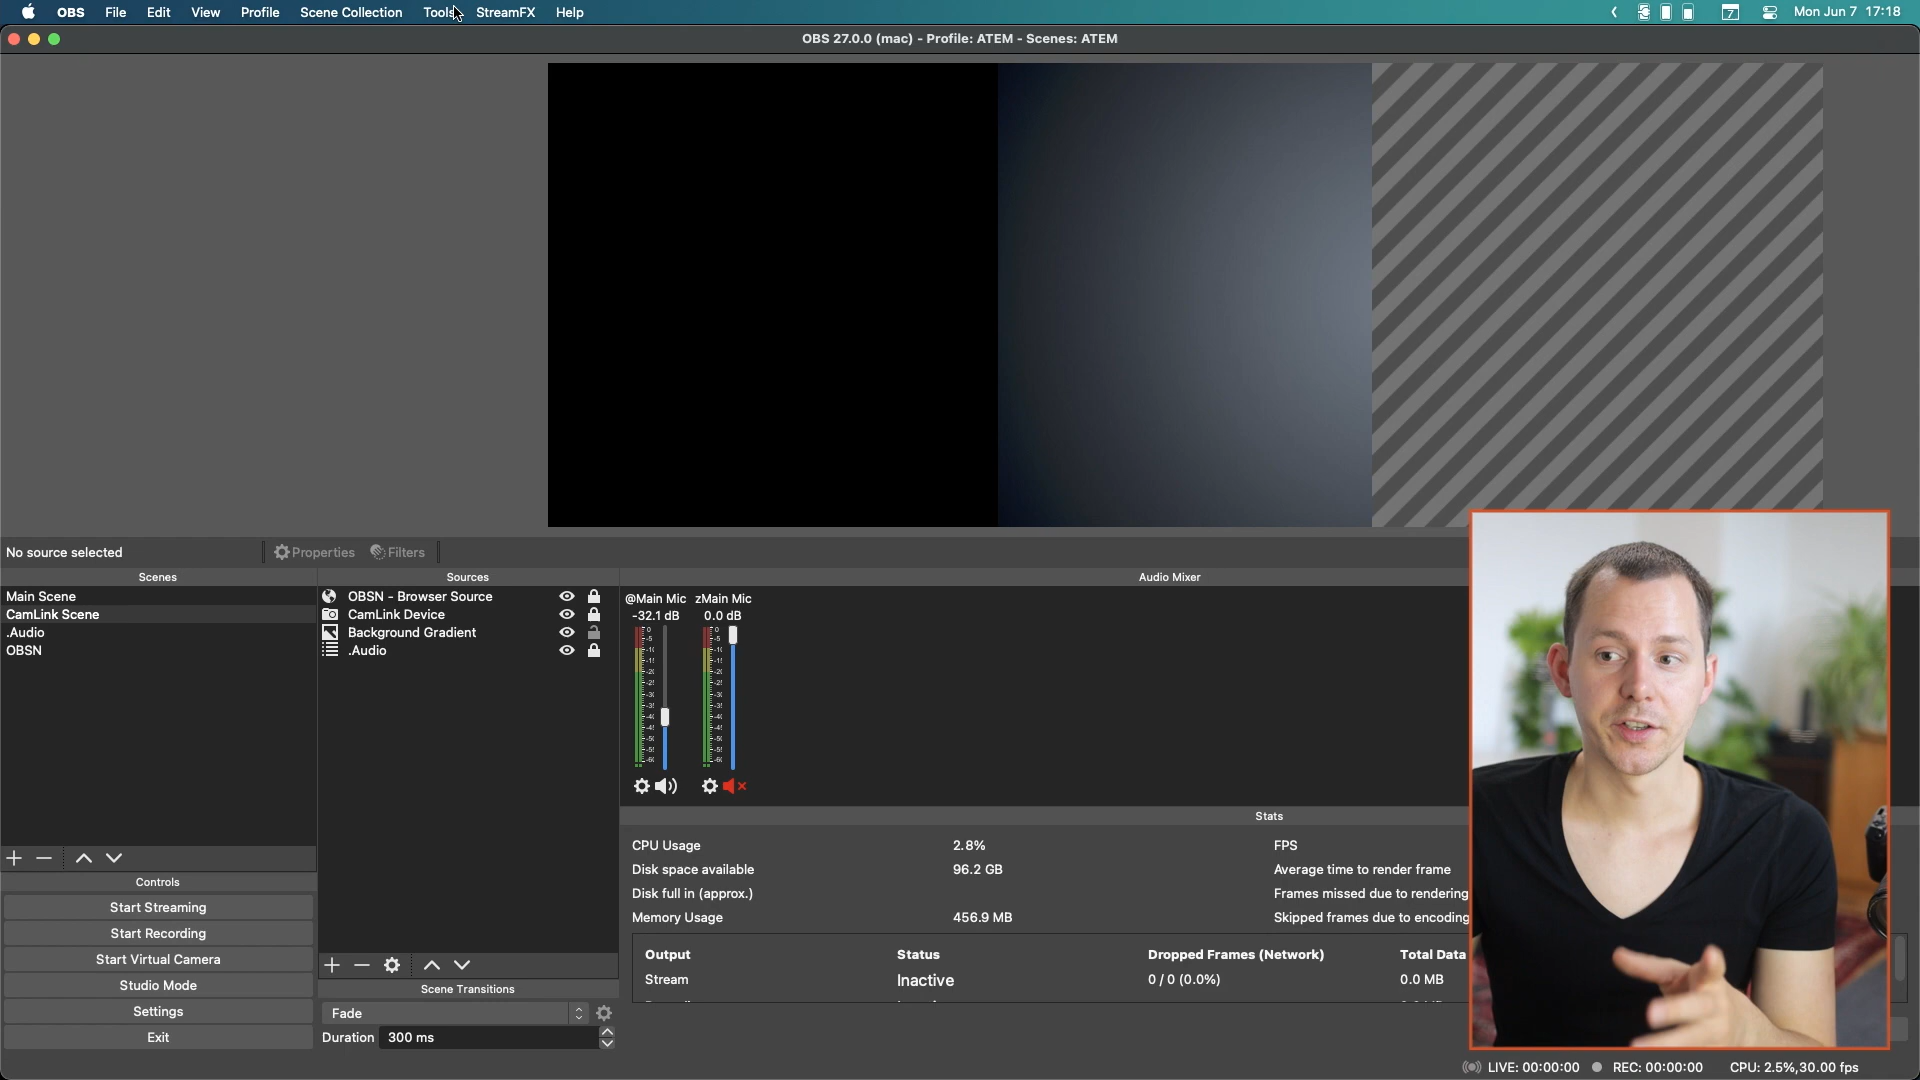 OBS File Edit View Profile Scene Collection Tools StreamFX Help
7 Mon Jun 7 17:18
OBS 27.0.0 (mac) - Profile: ATEM - Scenes: ATEM
No source selected Properties Filters
Scenes
Main Scene
CamLink Scene
.Audio
OBSN
Sources
OBSN - Browser Source
CamLink Device
Background Gradient
.Audio
Audio Mixer
@Main Mic zMain Mic
-32.1 dB 0.0 dB
Controls
Start Streaming
Start Recording
Start Virtual Camera
Studio Mode
Settings
Exit
Scene Transitions
Fade
Duration 300 ms
Stats
CPU Usage 2.8% FPS
Disk space available 96.2 GB Average time to render frame
Disk full in (approx.) Frames missed due to rendering
Memory Usage 456.9 MB Skipped frames due to encoding
Output Status Dropped Frames (Network) Total Data
Stream Inactive 0 / 0 (0.0%) 0.0 MB
LIVE: 00:00:00 REC: 00:00:00 CPU: 2.5%,30.00 fps